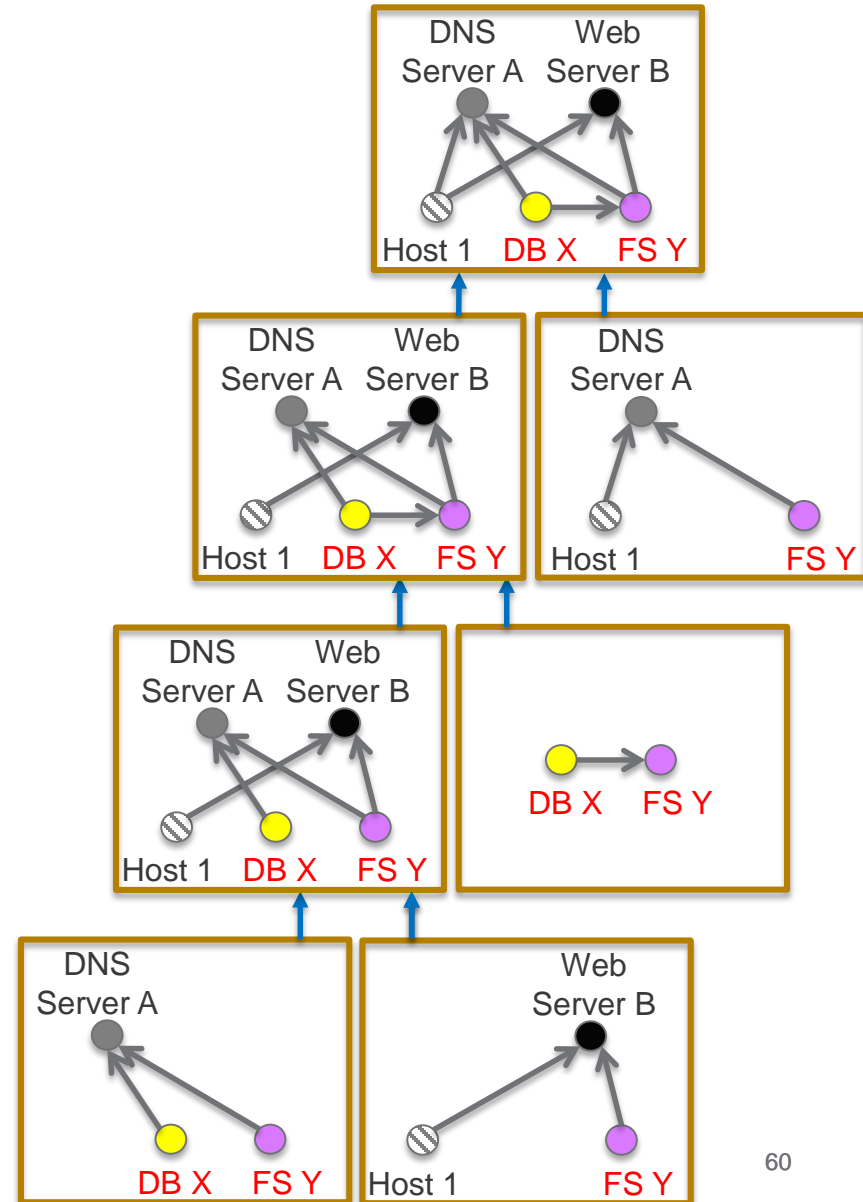 DNS Web
Server A Server B
Host 1 DB X FS Y
DNS Web
Server A Server B
Host 1 DB X FS Y
DNS
Server A
Host 1 FS Y
DNS Web
Server A Server B
Host 1 DB X FS Y
DB X FS Y
DNS
Server A
DB X FS Y
Web
Server B
Host 1 FS Y
60